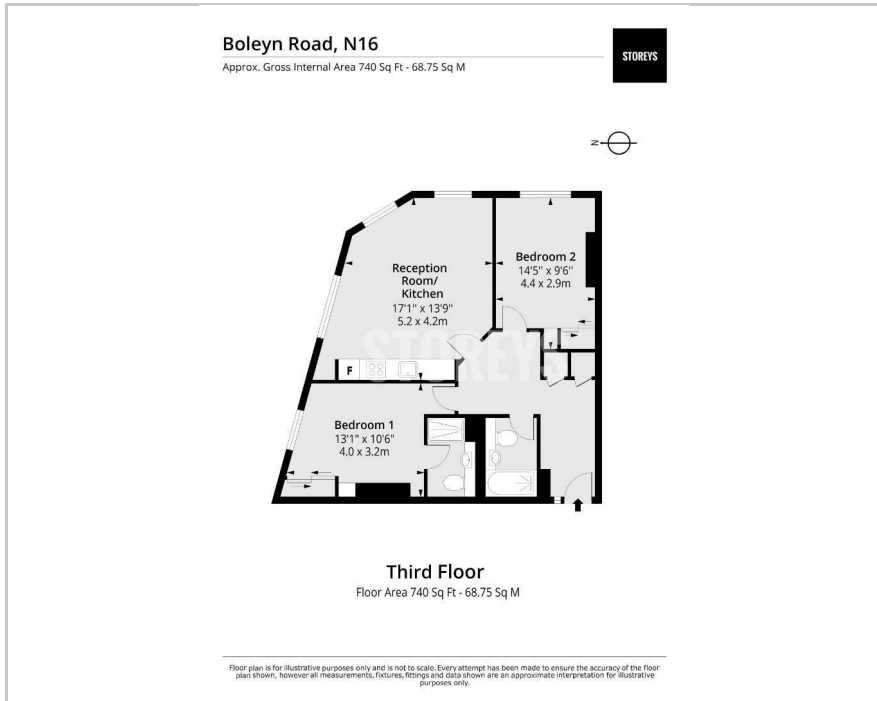 Boleyn Road, N16
Approx. Gross Internal Area 740 Sq Ft - 68.75 Sq M
STOREYS
N
Reception
Room/
Kitchen
17'1" x 13'9"
5.2 x 4.2m
Bedroom 2
14'5" x 9'6"
4.4 x 2.9m
STOREYS
F
Bedroom 1
13'1" x 10'6"
4.0 x 3.2m
Third Floor
Floor Area 740 Sq Ft - 68.75 Sq M
Floor plan is for illustrative purposes only and is not to scale. Every attempt has been made to ensure the accuracy of the floor
plan shown, however all measurements, fixtures, fittings and data shown are an approximate interpretation for illustrative
purposes only.